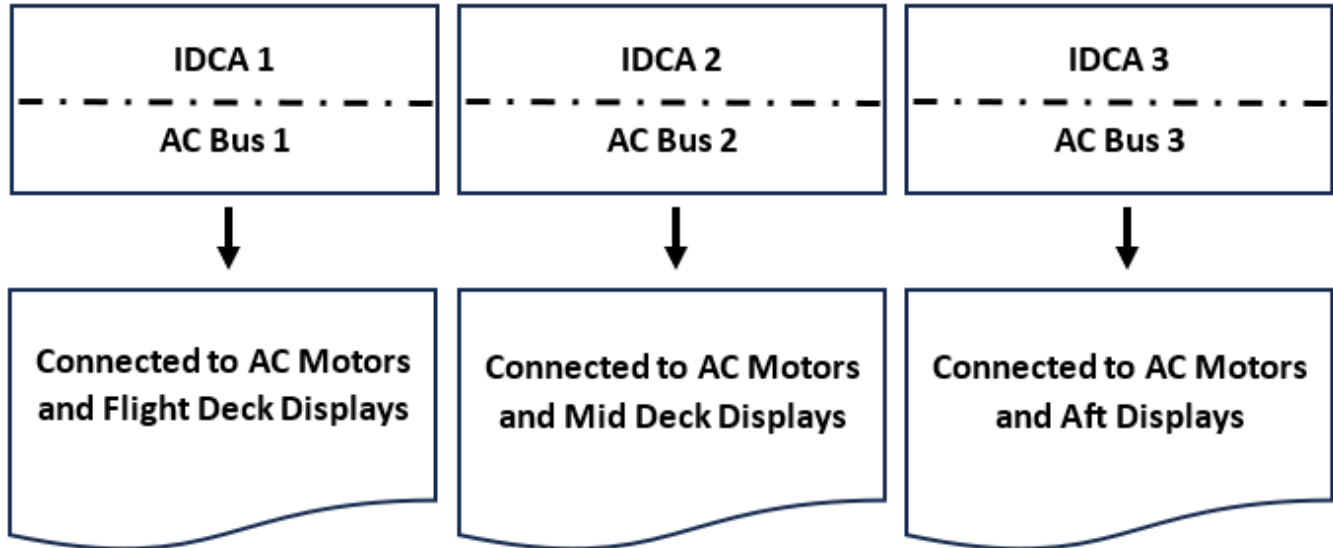 IDCA 1
AC Bus 1
IDCA 2
AC Bus 2
IDCA 3
AC Bus 3
Connected to AC Motors
and Flight Deck Displays
Connected to AC Motors
and Mid Deck Displays
Connected to AC Motors
and Aft Displays